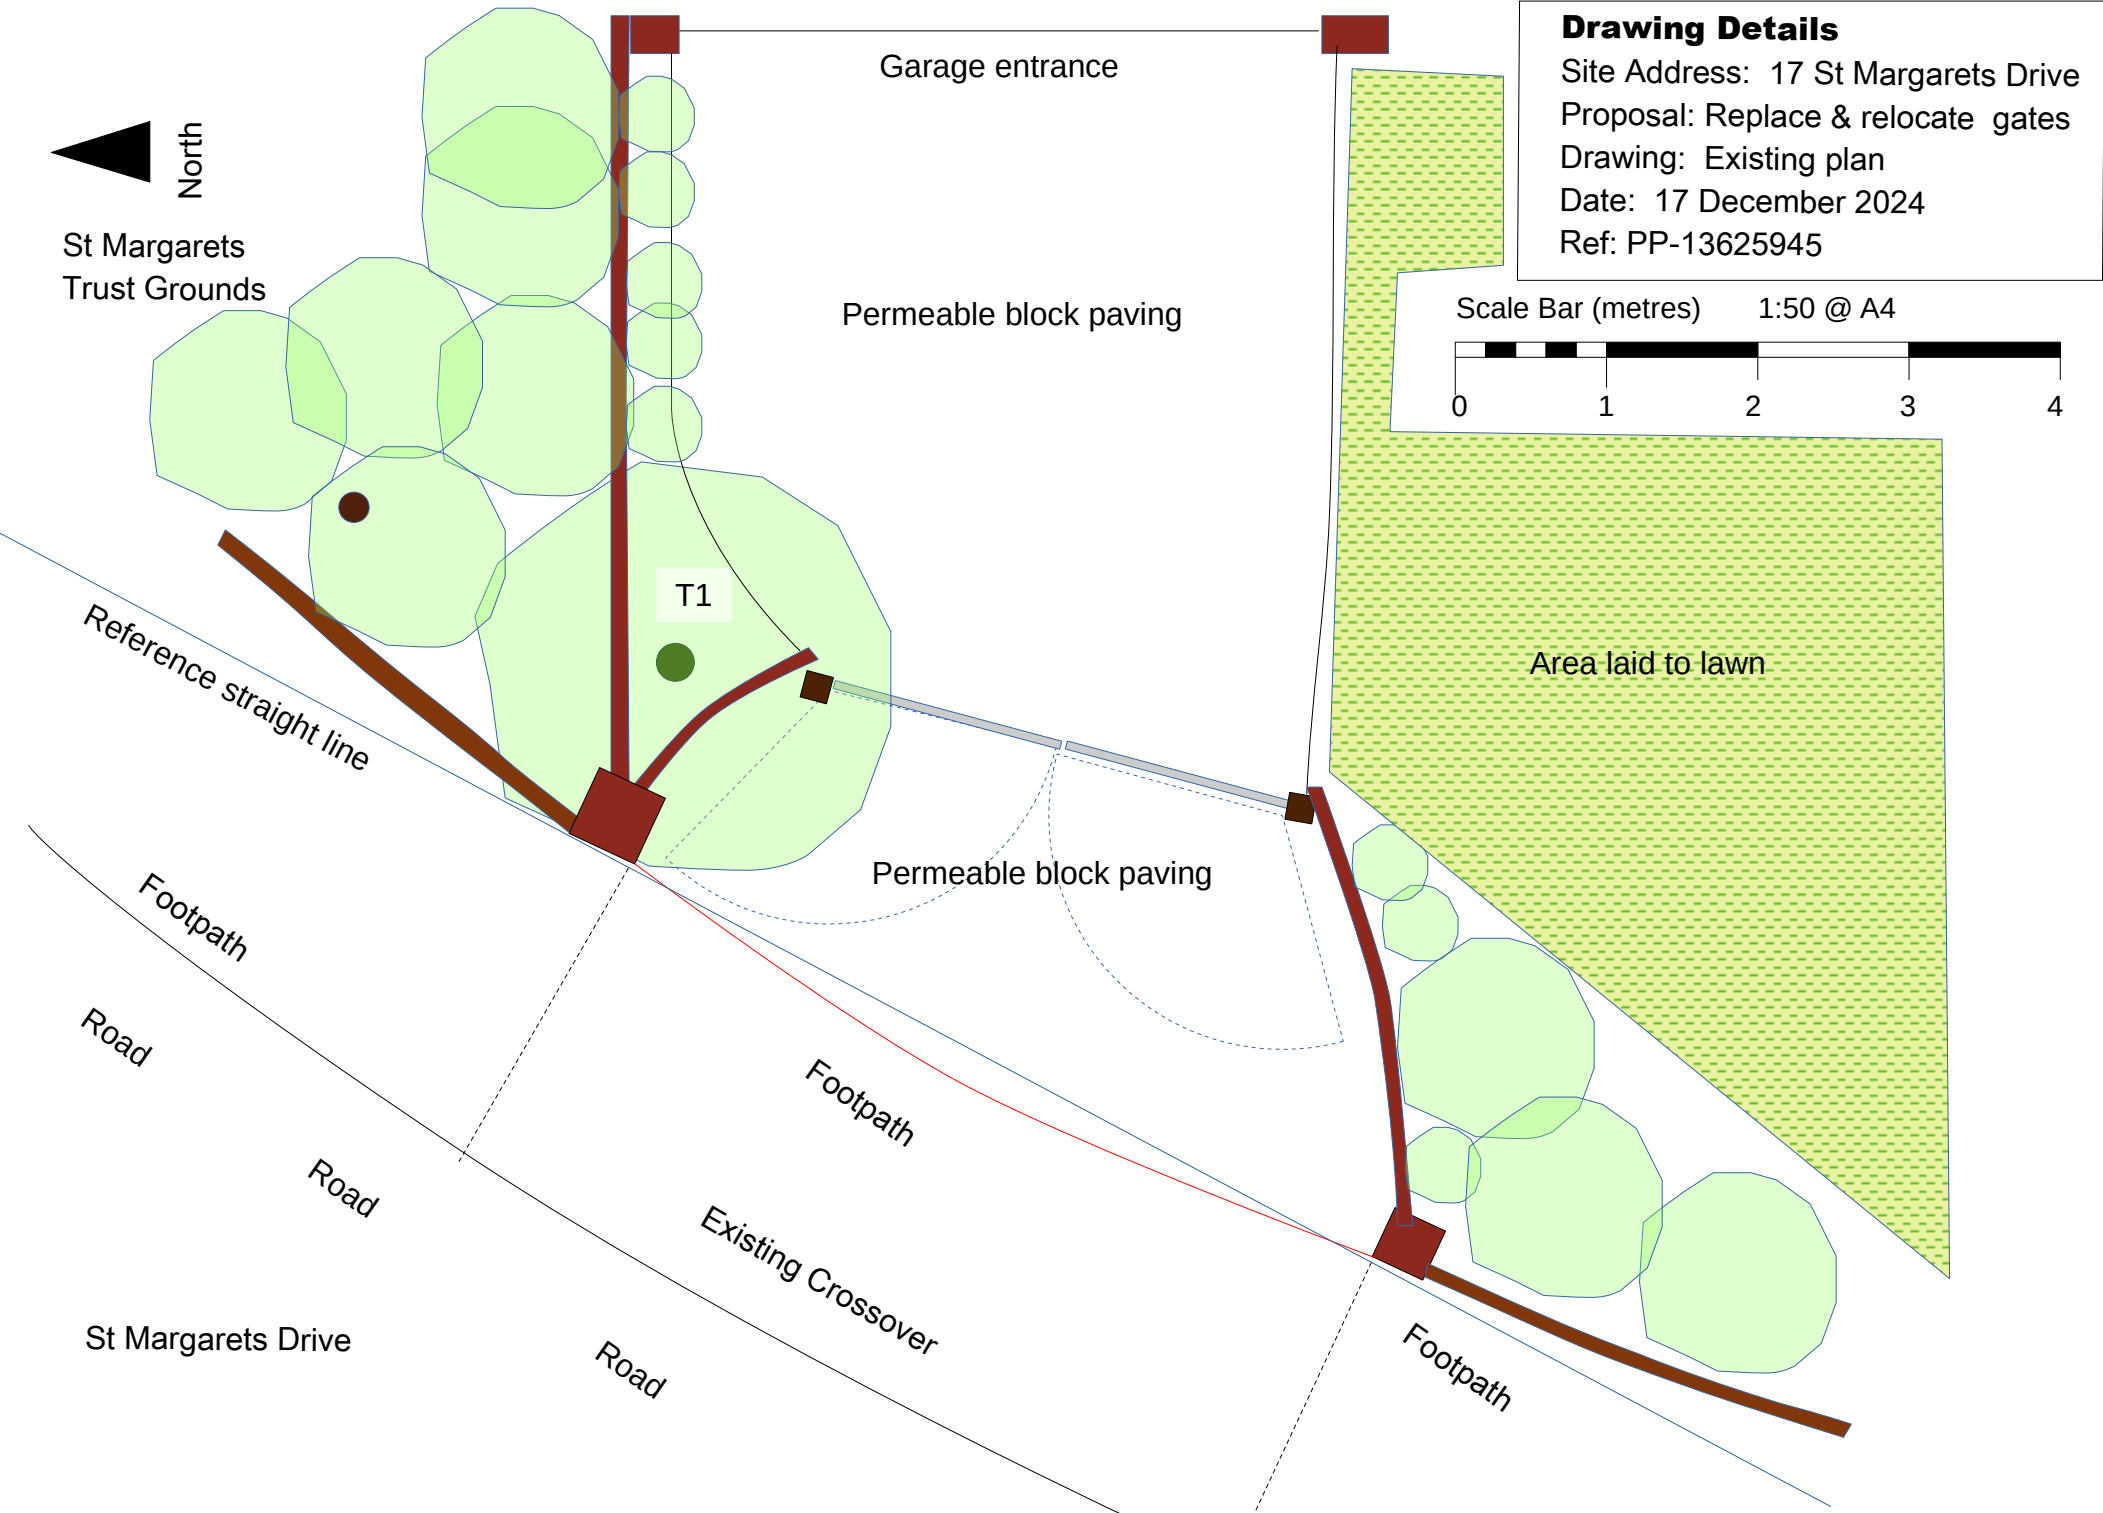 Drawing Details
Site Address: 17 St Margarets Drive
Proposal: Replace & relocate gates
Drawing: Existing plan
Date: 17 December 2024
Ref: PP-13625945
Garage entrance
North
St Margarets
Trust Grounds
Permeable block paving
Scale Bar (metres) 1:50 @ A4
0 1 2 3 4
T1
Reference straight line
Area laid to lawn
Permeable block paving
Footpath
Road
Footpath
Road
Existing Crossover
St Margarets Drive
Road
Footpath